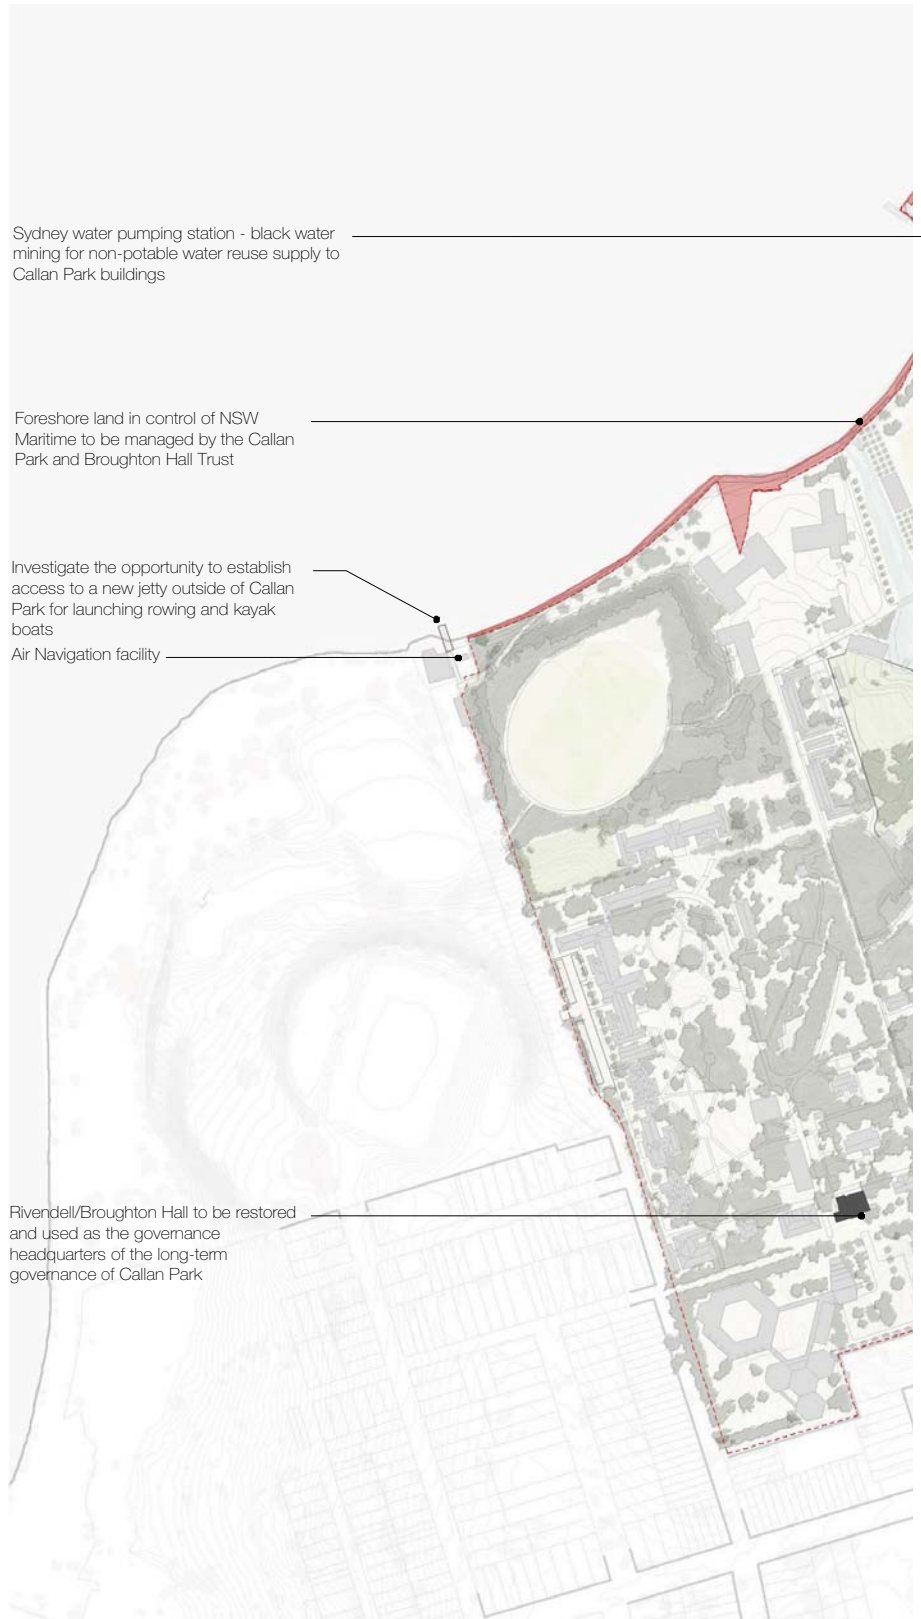 Sydney water pumping station - black water
mining for non-potable water reuse supply to
Callan Park buildings
Foreshore land in control of NSW
Maritime to be managed by the Callan
Park and Broughton Hall Trust
Investigate the opportunity to establish
access to a new jetty outside of Callan
Park for launching rowing and kayak
boats
Air Navigation facility
Rivendell/Broughton Hall to be restored
and used as the governance
headquarters of the long-term
governance of Callan Park